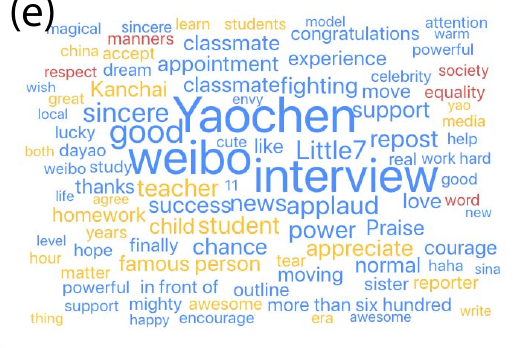 (e)
magical sincere learn students model congratulations attention
manners classmate warm
china accept appointment experience powerful
respect dream celebrity society
wish Kanchai classmate fighting move equality
great envy
local sincere Yaochen support yao
lucky good media
cute like Little7 repost help
both dayao weibo real work hard
weibo study interview good
thanks teacher 11
life agree success news applaud love word
homework new
years child student power Praise
level hope finally chance appreciate courage
hour famous person tear normal haha sina
matter moving
powerful in front of outline sister reporter
support mighty awesome more than six hundred write
thing happy encourage era awesome